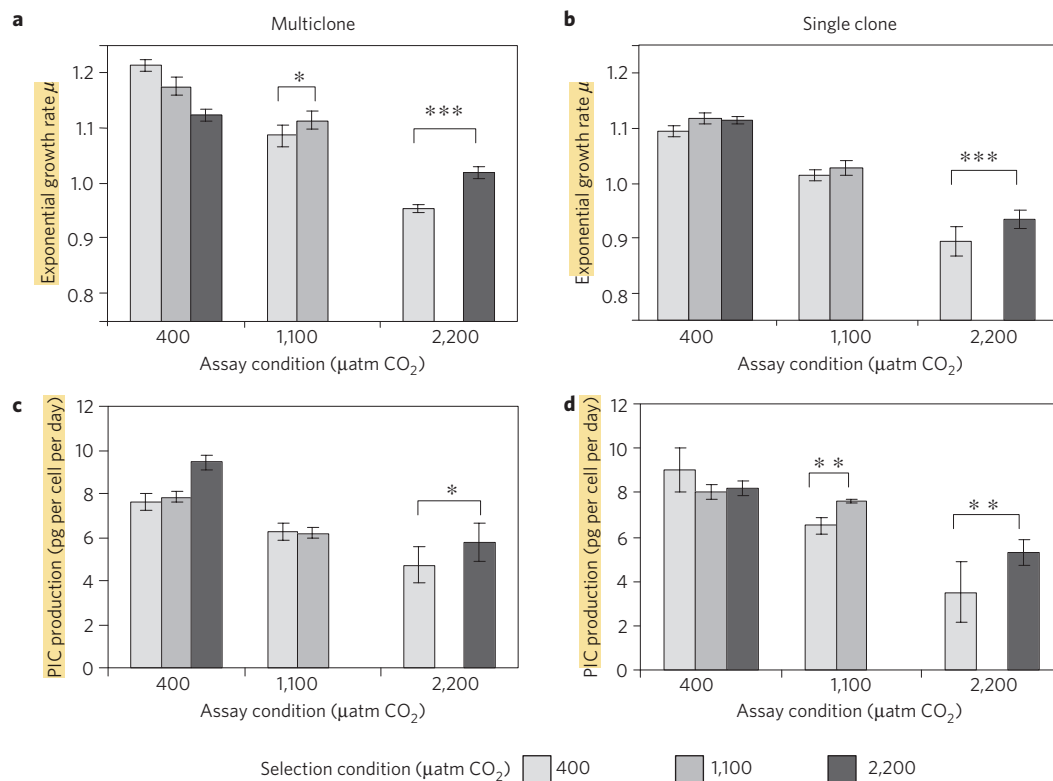 a
Multiclone
Exponential growth rate μ
1.2
1.1
1.0
0.9
0.8
*
***
400
1,100
2,200
Assay condition (μatm CO₂)
b
Single clone
Exponential growth rate μ
1.2
1.1
1.0
0.9
0.8
***
400
1,100
2,200
Assay condition (μatm CO₂)
c
PIC production (pg per cell per day)
12
10
8
6
4
2
0
*
400
1,100
2,200
Assay condition (μatm CO₂)
d
PIC production (pg per cell per day)
12
10
8
6
4
2
0
**
**
400
1,100
2,200
Assay condition (μatm CO₂)
Selection condition (μatm CO₂) 400 1,100 2,200